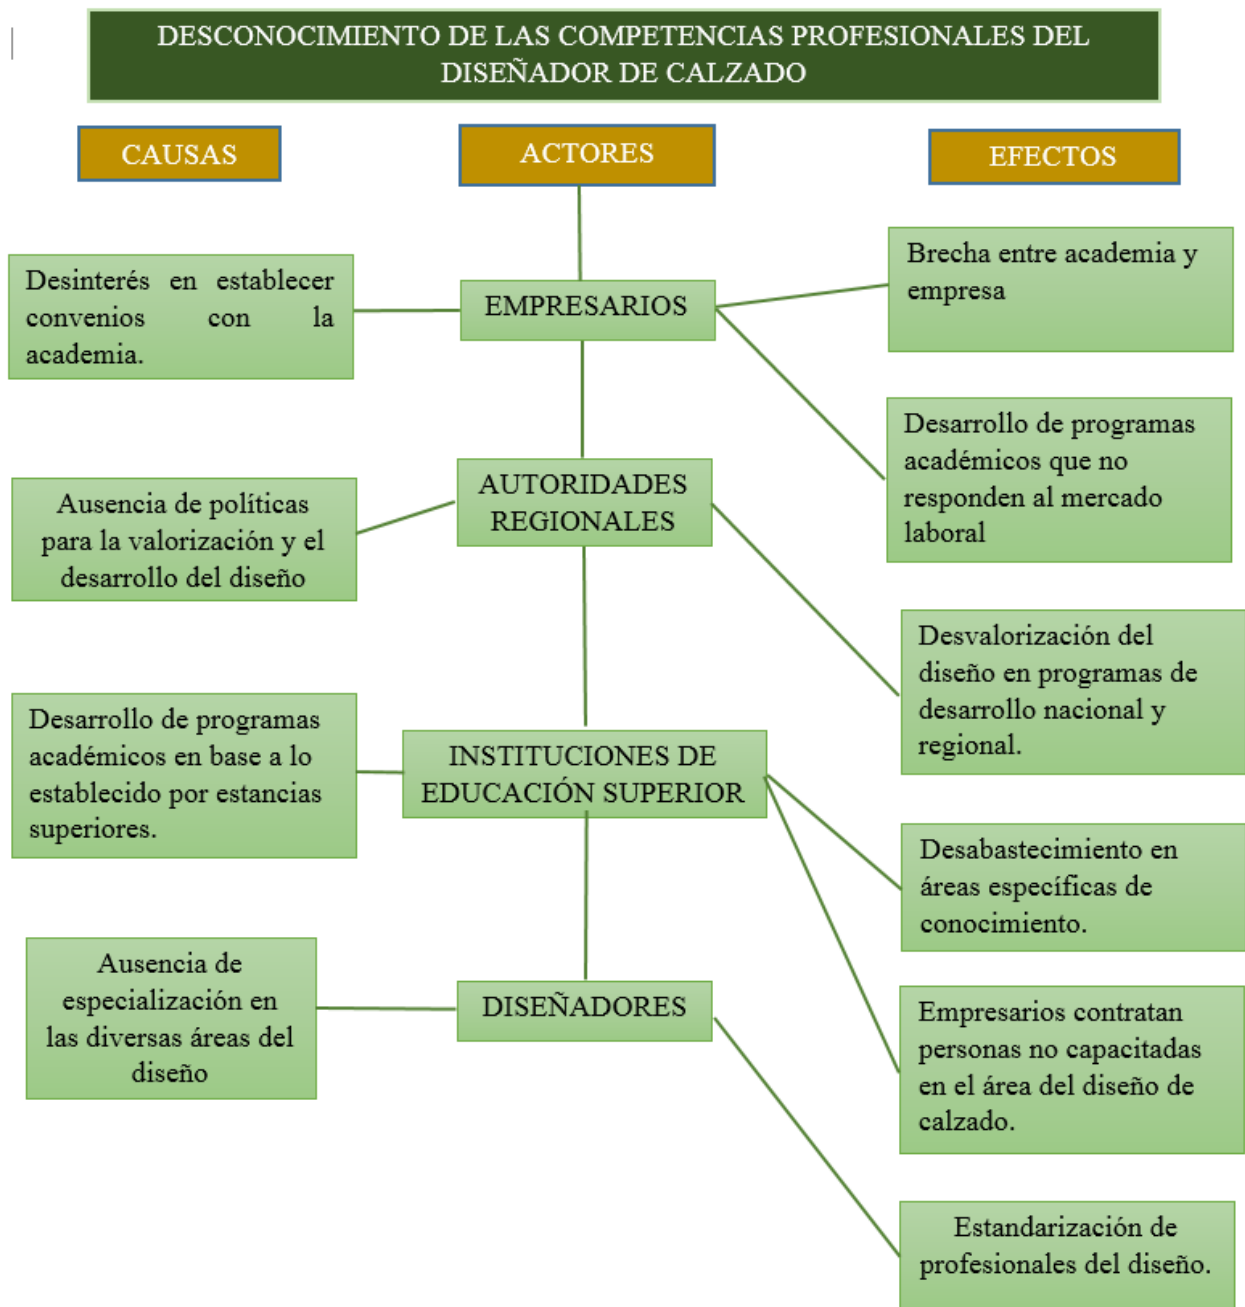 DESCONOCIMIENTO DE LAS COMPETENCIAS PROFESIONALES DEL
DISEÑADOR DE CALZADO
CAUSAS
ACTORES
EFECTOS
Desinterés en establecer
convenios con la
academia.
EMPRESARIOS
Brecha entre academia y
empresa
Desarrollo de programas
académicos que no
responden al mercado
laboral
Ausencia de políticas
para la valorización y el
desarrollo del diseño
AUTORIDADES
REGIONALES
Desvalorización del
diseño en programas de
desarrollo nacional y
regional.
Desarrollo de programas
académicos en base a lo
establecido por estancias
superiores.
INSTITUCIONES DE
EDUCACIÓN SUPERIOR
Desabastecimiento en
áreas específicas de
conocimiento.
Empresarios contratan
personas no capacitadas
en el área del diseño de
calzado.
Ausencia de
especialización en
las diversas áreas del
diseño
DISEÑADORES
Estandarización de
profesionales del diseño.